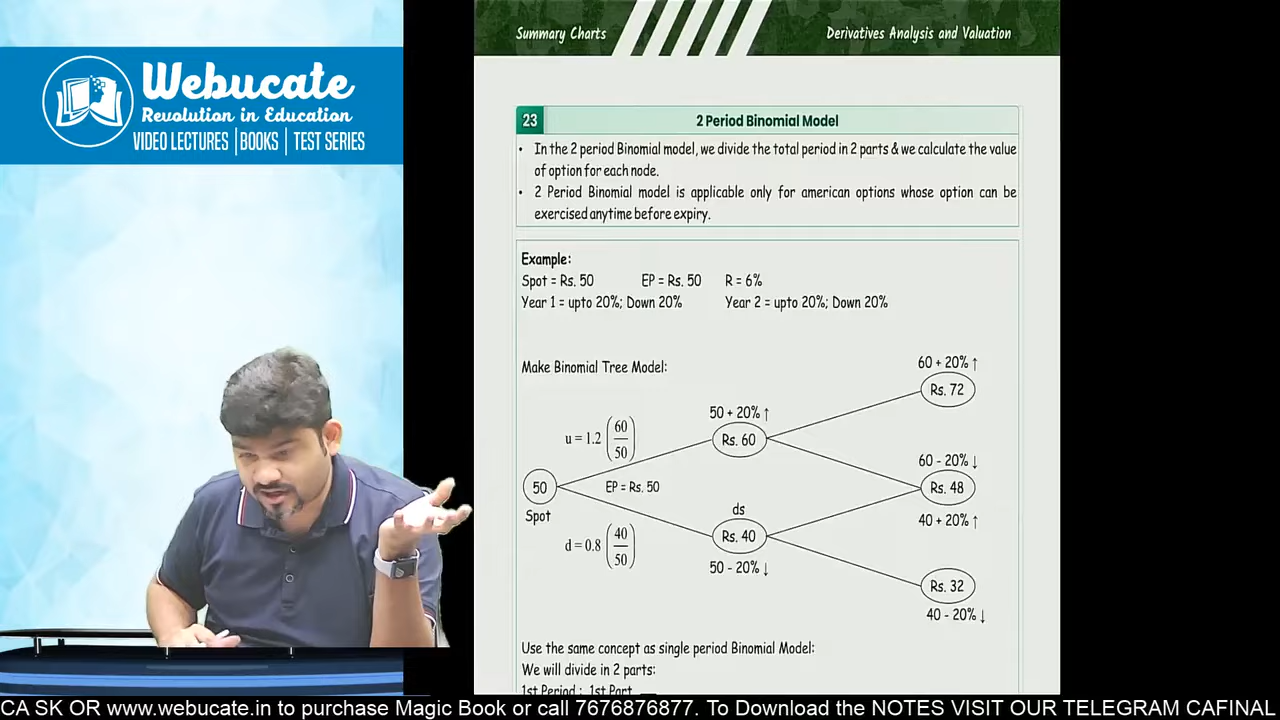 Webucate
Revolution in Education
VIDEO LECTURES | BOOKS | TEST SERIES
Summary Charts
Derivatives Analysis and Valuation
23
2 Period Binomial Model
• In the 2 period Binomial model, we divide the total period in 2 parts & we calculate the value
of option for each node.
• 2 Period Binomial model is applicable only for american options whose option can be
exercised anytime before expiry.
Example:
Spot = Rs. 50 EP = Rs. 50 R = 6%
Year 1 = upto 20%; Down 20% Year 2 = upto 20%; Down 20%
Make Binomial Tree Model:
60 + 20% ↑
Rs. 72
50 + 20% ↑
u = 1.2 (60/50)
Rs. 60
60 - 20% ↓
50
EP = Rs. 50
Rs. 48
Spot
ds
40 + 20% ↑
d = 0.8 (40/50)
Rs. 40
50 - 20% ↓
Rs. 32
40 - 20% ↓
Use the same concept as single period Binomial Model:
We will divide in 2 parts:
1st Period : 1st Part
CA SK OR www.webucate.in to purchase Magic Book or call 7676876877. To Download the NOTES VISIT OUR TELEGRAM CAFINAL